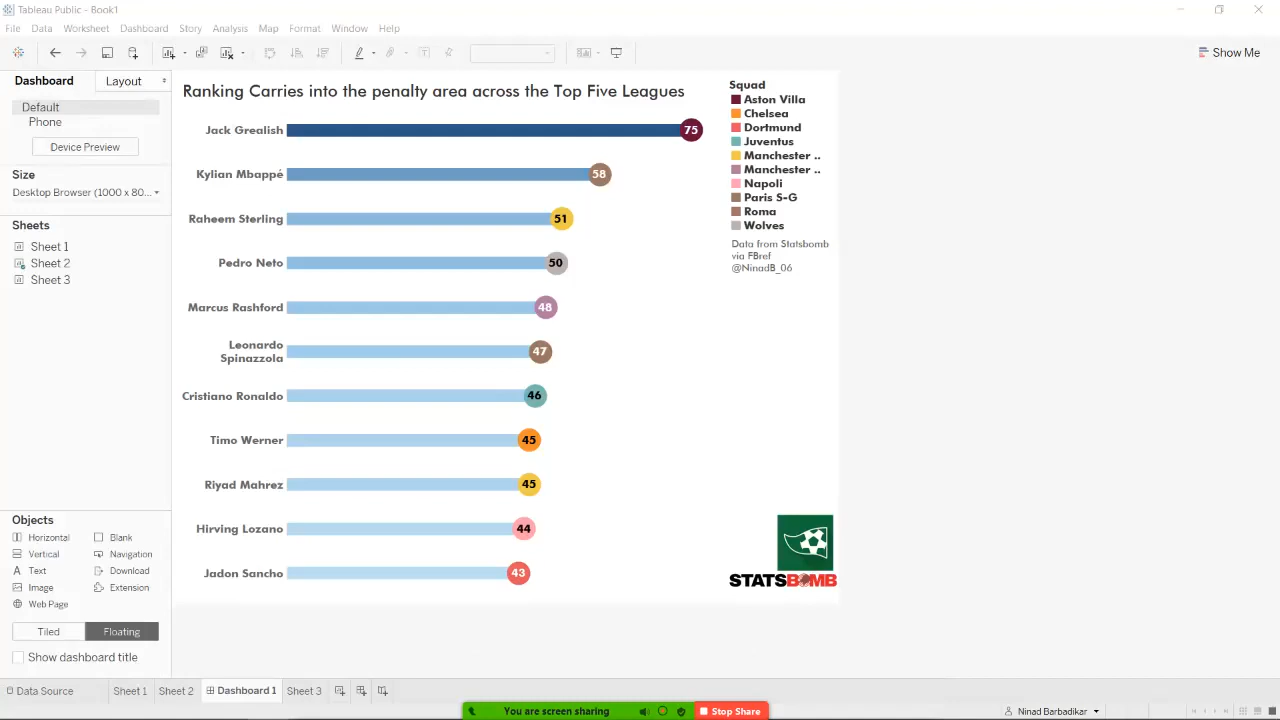 Tableau Public - Book1
File Data Worksheet Dashboard Story Analysis Map Format Window Help
Show Me
Dashboard Layout
Default
Phone
Device Preview
Size
Desktop Browser (1000 x 80...
Sheets
Sheet 1
Sheet 2
Sheet 3
Objects
Horizontal Blank
Vertical Navigation
Text Download
Image Extension
Web Page
Tiled Floating
Show dashboard title
Ranking Carries into the penalty area across the Top Five Leagues
Jack Grealish 75
Kylian Mbappé 58
Raheem Sterling 51
Pedro Neto 50
Marcus Rashford 48
Leonardo
Spinazzola 47
Cristiano Ronaldo 46
Timo Werner 45
Riyad Mahrez 45
Hirving Lozano 44
Jadon Sancho 43
Squad
Aston Villa
Chelsea
Dortmund
Juventus
Manchester ..
Manchester ..
Napoli
Paris S-G
Roma
Wolves
Data from Statsbomb
via FBref
@NinadB_06
STATSBOMB
Data Source Sheet 1 Sheet 2 Dashboard 1 Sheet 3
You are screen sharing Stop Share
Ninad Barbadikar